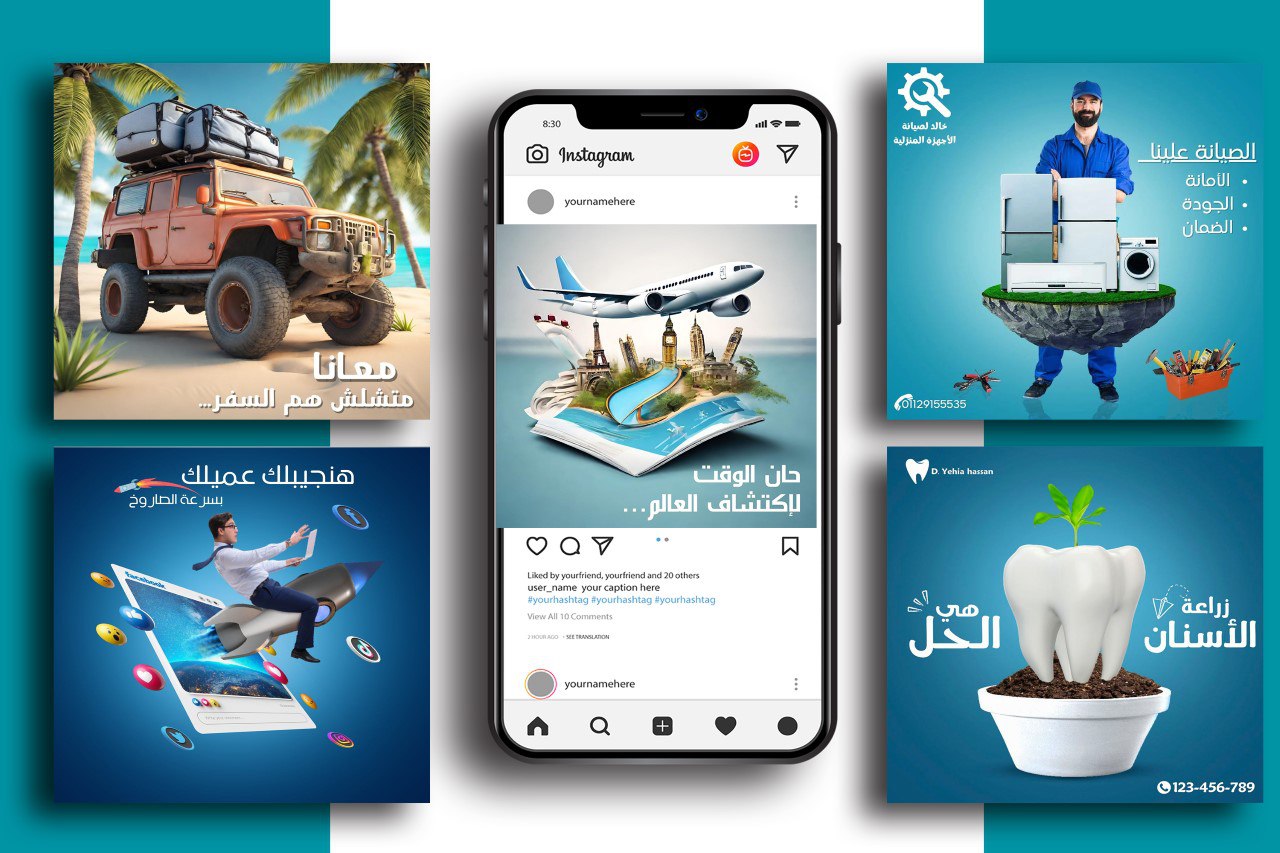 معانا
متشلش هم السفر...
هنجيبلك عميلك
بسرعة الصاروخ
facebook
8:30
Instagram
yournamehere
حان الوقت
لإكتشاف العالم...
Liked by yourfriend, yourfriend and 20 others
user_name your caption here
#yourhashtag #yourhashtag #yourhashtag
View All 10 Comments
2 HOUR AGO • SEE TRANSLATION
yournamehere
خالد لصيانة
الأجهزة المنزلية
الصيانة علينا
• الأمانة
• الجودة
• الضمان
01129155535
D. Yehia hassan
زراعة
الأسنان
هي
الحل
123-456-789